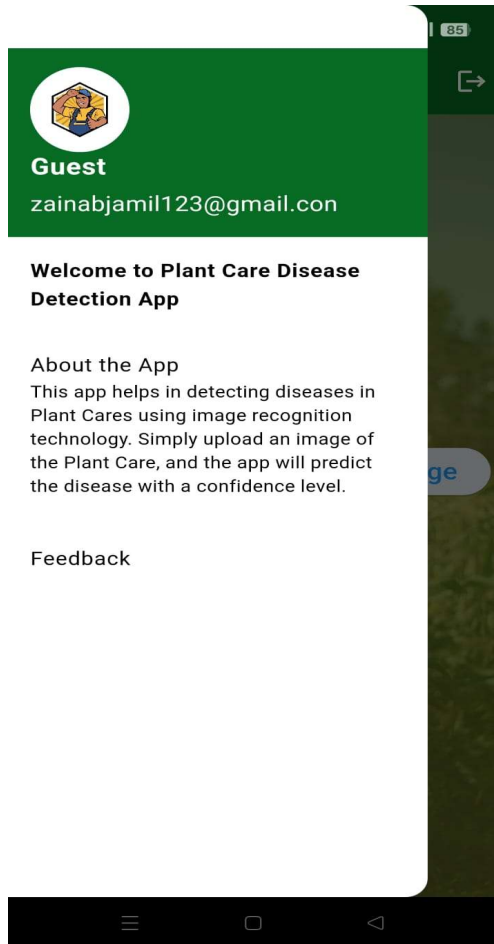 85
Guest
zainabjamil123@gmail.con
Welcome to Plant Care Disease
Detection App
About the App
This app helps in detecting diseases in
Plant Cares using image recognition
technology. Simply upload an image of
the Plant Care, and the app will predict
the disease with a confidence level.
ge
Feedback